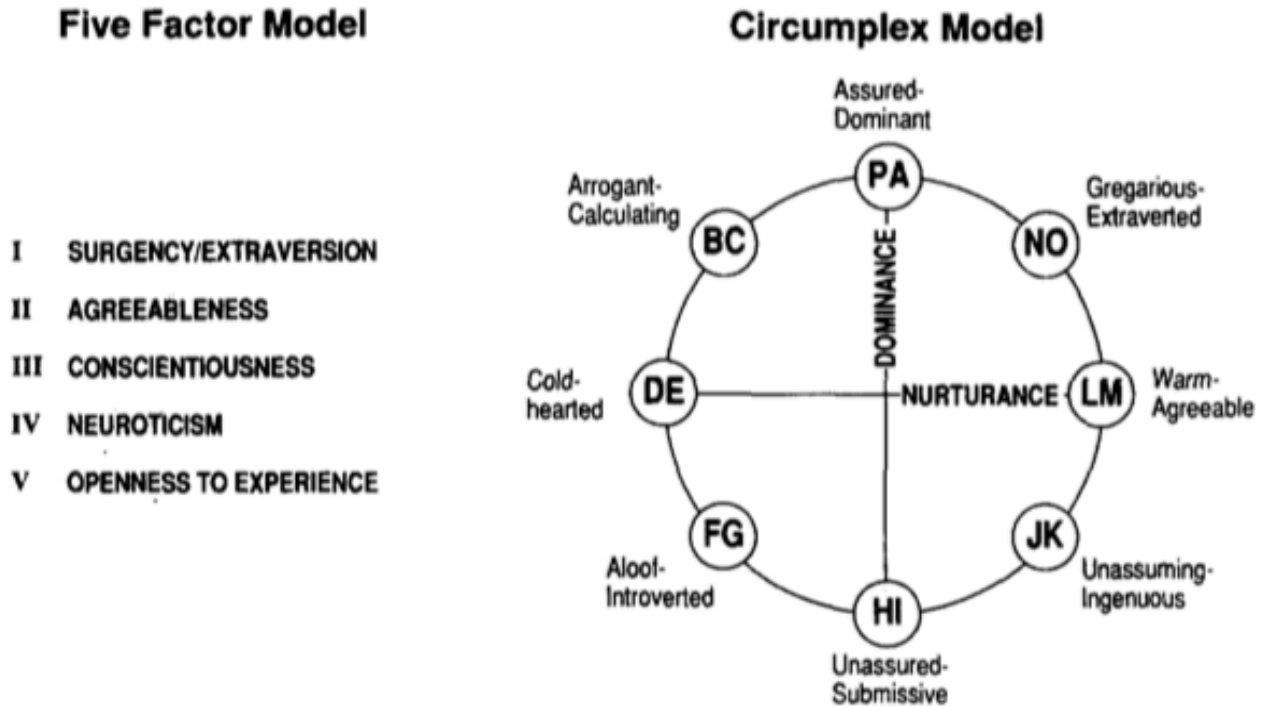 Five Factor Model
I SURGENCY/EXTRAVERSION
II AGREEABLENESS
III CONSCIENTIOUSNESS
IV NEUROTICISM
V OPENNESS TO EXPERIENCE
Circumplex Model
Assured-
Dominant
PA
Arrogant-
Calculating
BC
Gregarious-
Extraverted
NO
DOMINANCE
Cold-
hearted
DE
NURTURANCE
LM
Warm-
Agreeable
FG
Aloof-
Introverted
JK
Unassuming-
Ingenuous
HI
Unassured-
Submissive